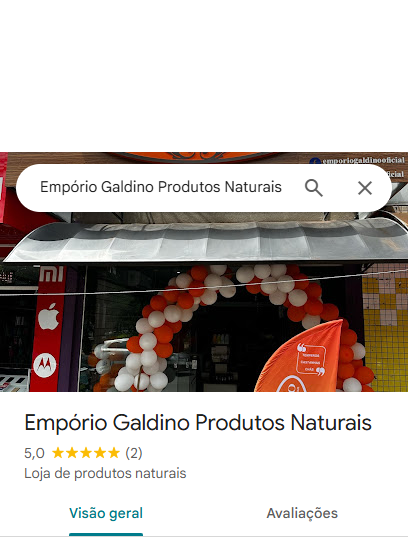 emporiogaldinooficial
Empório Galdino Produtos Naturais
mi
Empório Galdino Produtos Naturais
5,0 (2)
Loja de produtos naturais
Visão geral
Avaliações